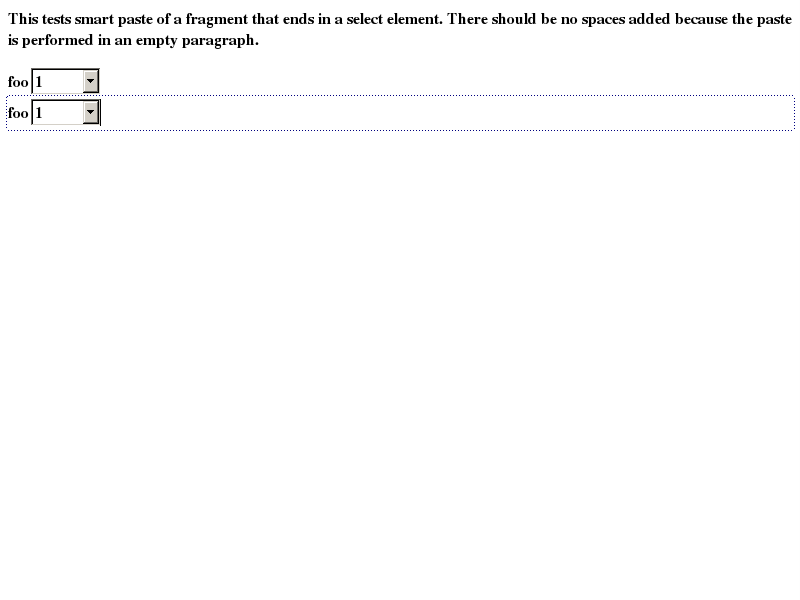 This tests smart paste of a fragment that ends in a select element. There should be no spaces added because the paste
is performed in an empty paragraph.
foo 1
foo 1